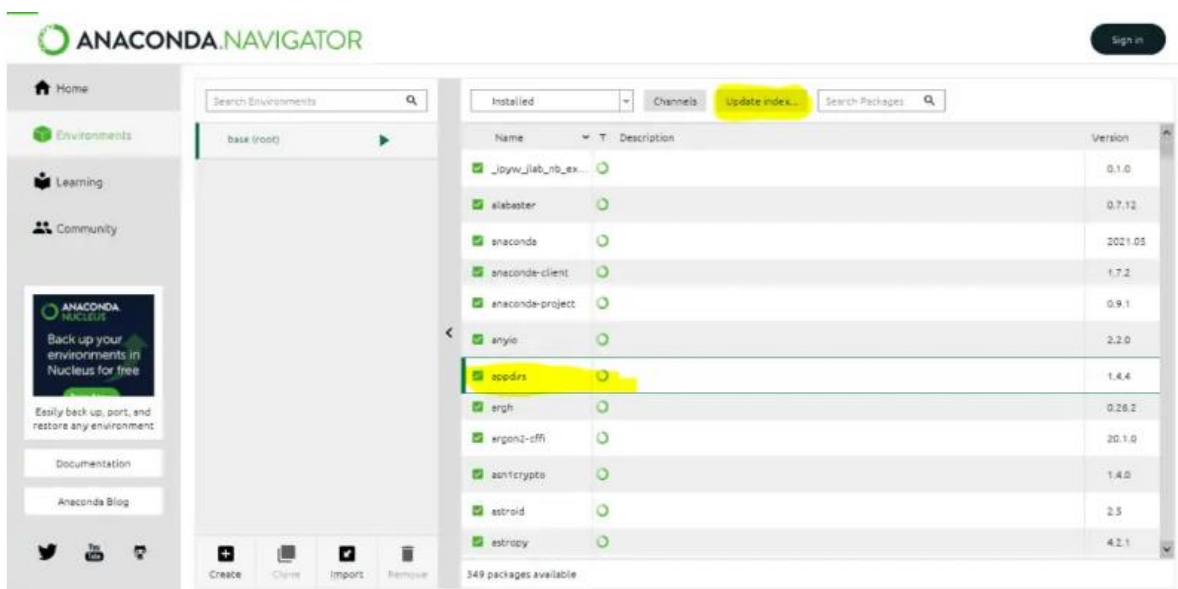 ANACONDA.NAVIGATOR
Sign in
Home
Environments
Learning
Community
ANACONDA.
NUCLEUS
Back up your
environments in
Nucleus for free
Easily back up, port, and
restore any environment
Documentation
Anaconda Blog
You
Tube
Search Environments
base (root)
Create
Clone
Import
Remove
Installed
Channels
Update index...
Search Packages
Name T Description Version
_ipyw_jlab_nb_ex... 0.1.0
alabaster 0.7.12
anaconda 2021.05
anaconda-client 1.7.2
anaconda-project 0.9.1
anyio 2.2.0
appdirs 1.4.4
argh 0.26.2
argon2-cffi 20.1.0
asn1crypto 1.4.0
astroid 2.5
astropy 4.2.1
349 packages available